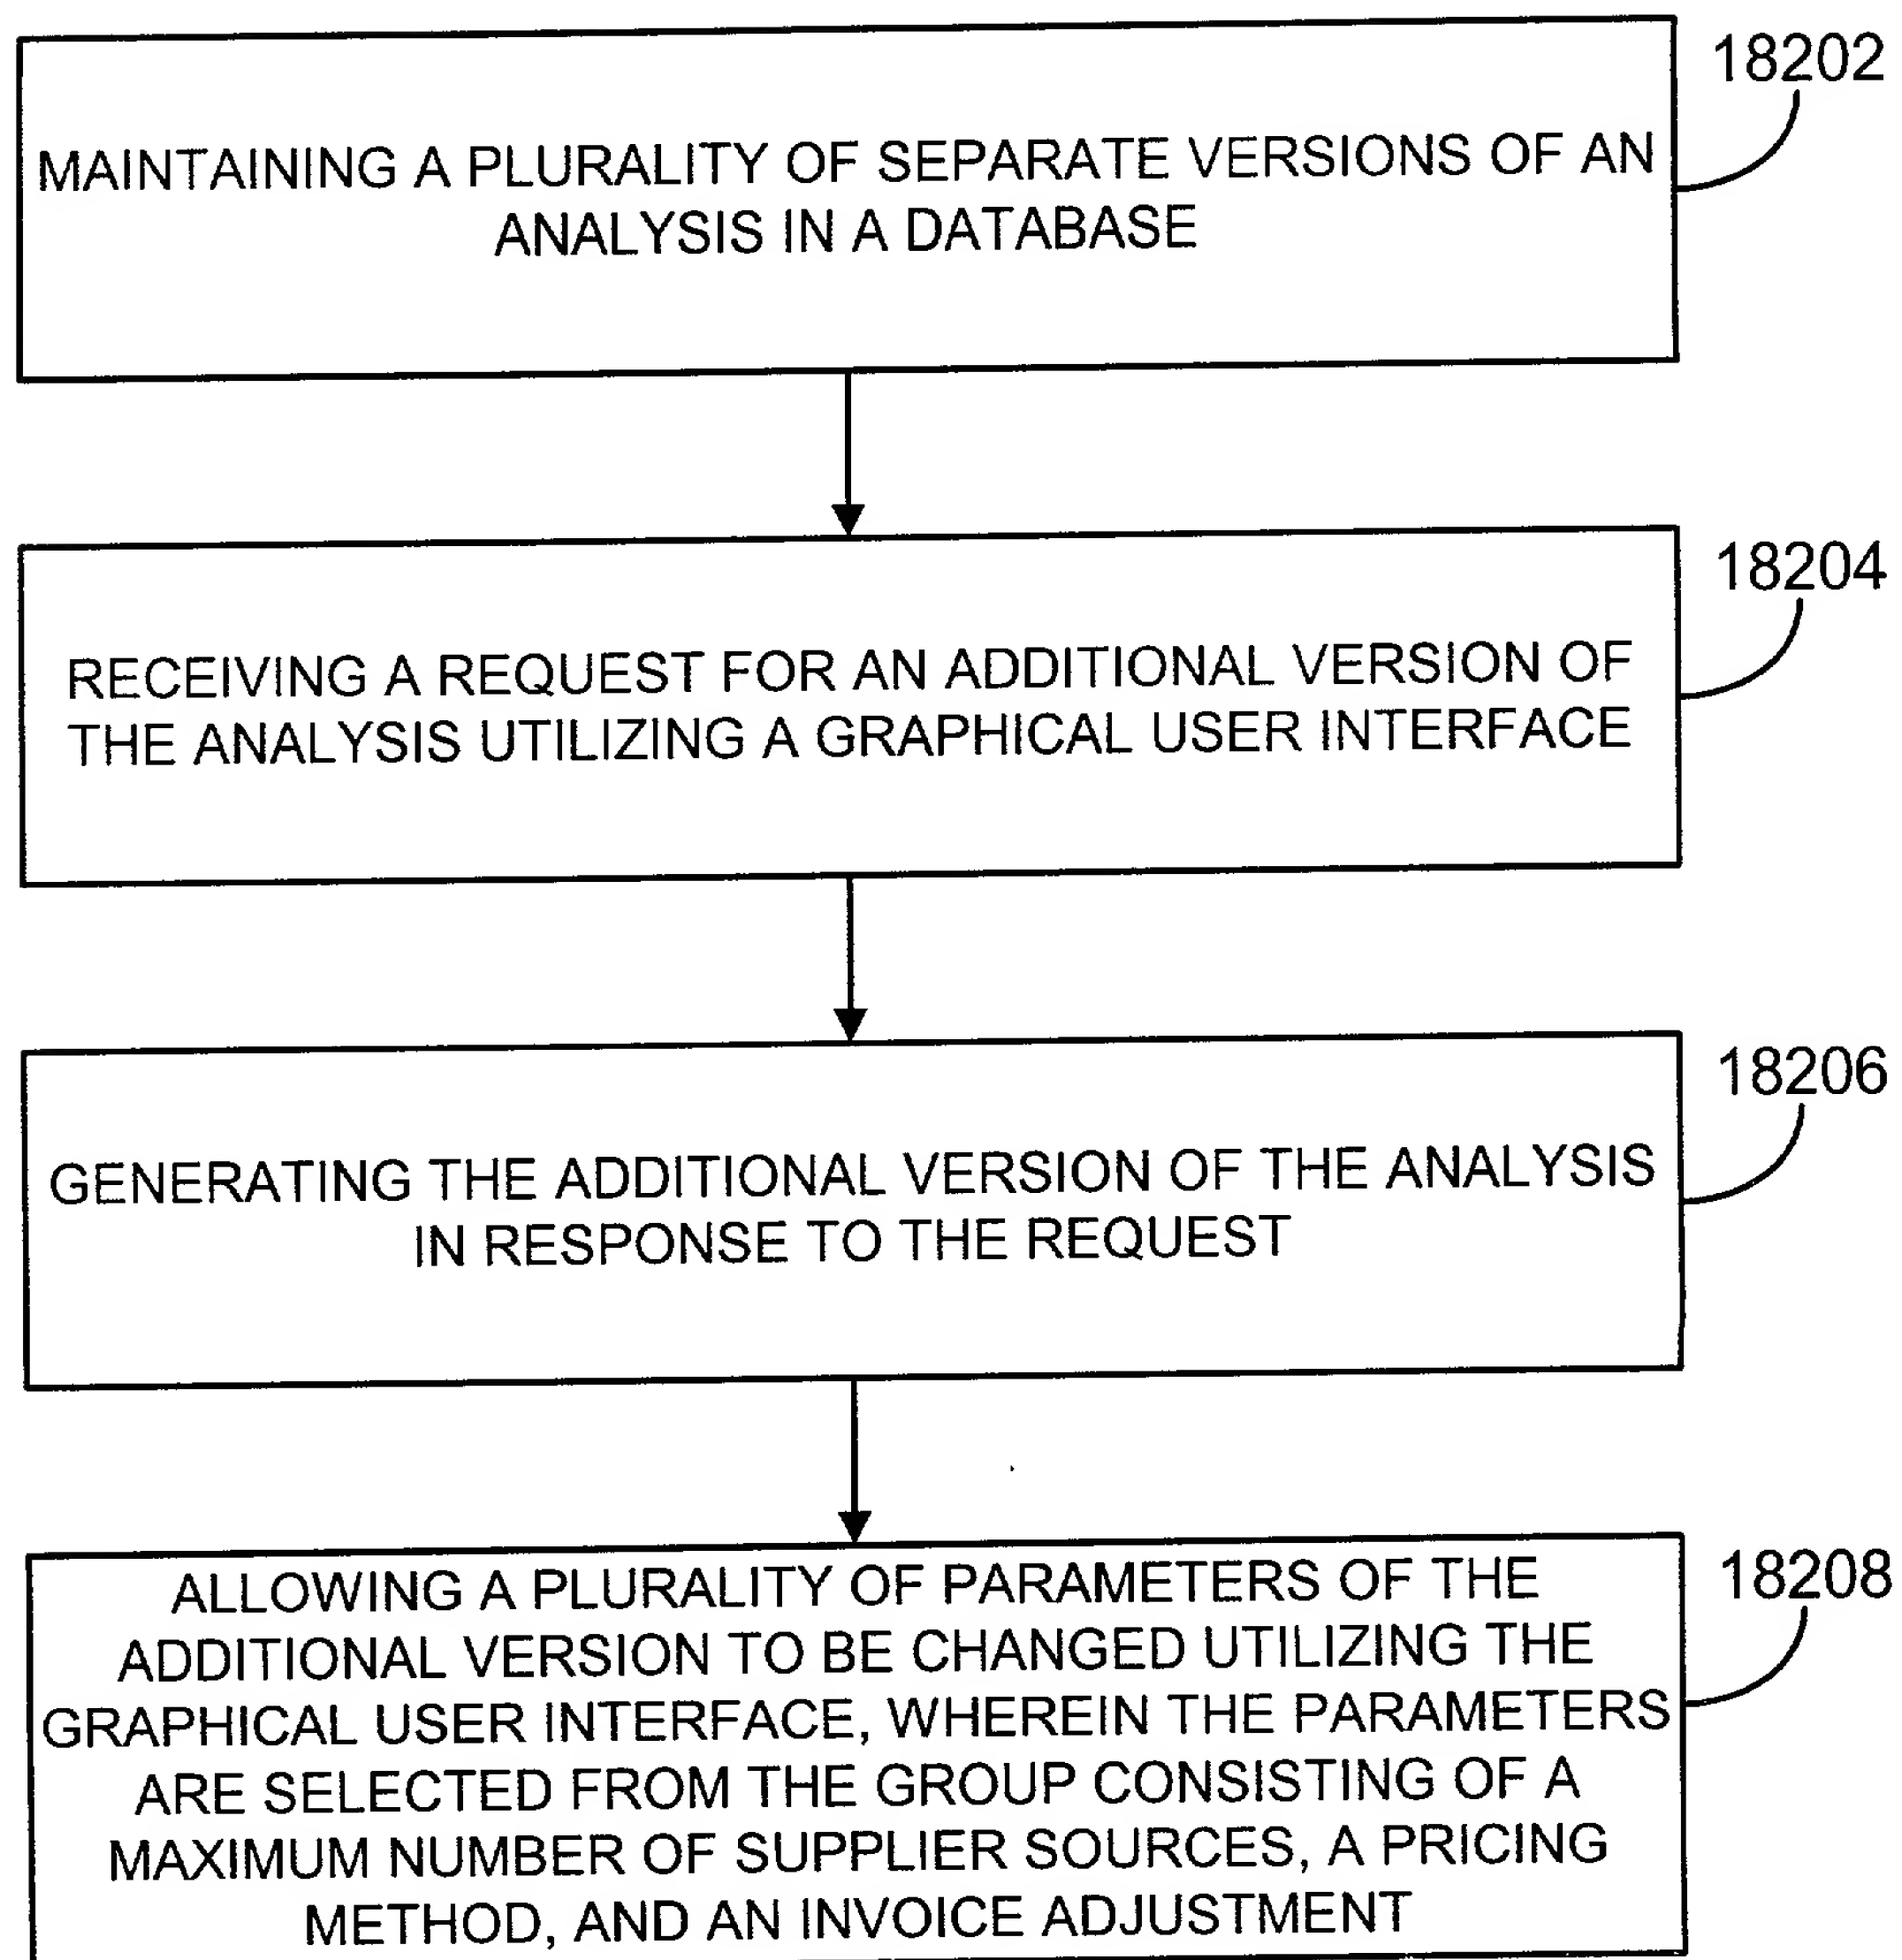 18202
MAINTAINING A PLURALITY OF SEPARATE VERSIONS OF AN
ANALYSIS IN A DATABASE
18204
RECEIVING A REQUEST FOR AN ADDITIONAL VERSION OF
THE ANALYSIS UTILIZING A GRAPHICAL USER INTERFACE
18206
GENERATING THE ADDITIONAL VERSION OF THE ANALYSIS
IN RESPONSE TO THE REQUEST
18208
ALLOWING A PLURALITY OF PARAMETERS OF THE
ADDITIONAL VERSION TO BE CHANGED UTILIZING THE
GRAPHICAL USER INTERFACE, WHEREIN THE PARAMETERS
ARE SELECTED FROM THE GROUP CONSISTING OF A
MAXIMUM NUMBER OF SUPPLIER SOURCES, A PRICING
METHOD, AND AN INVOICE ADJUSTMENT